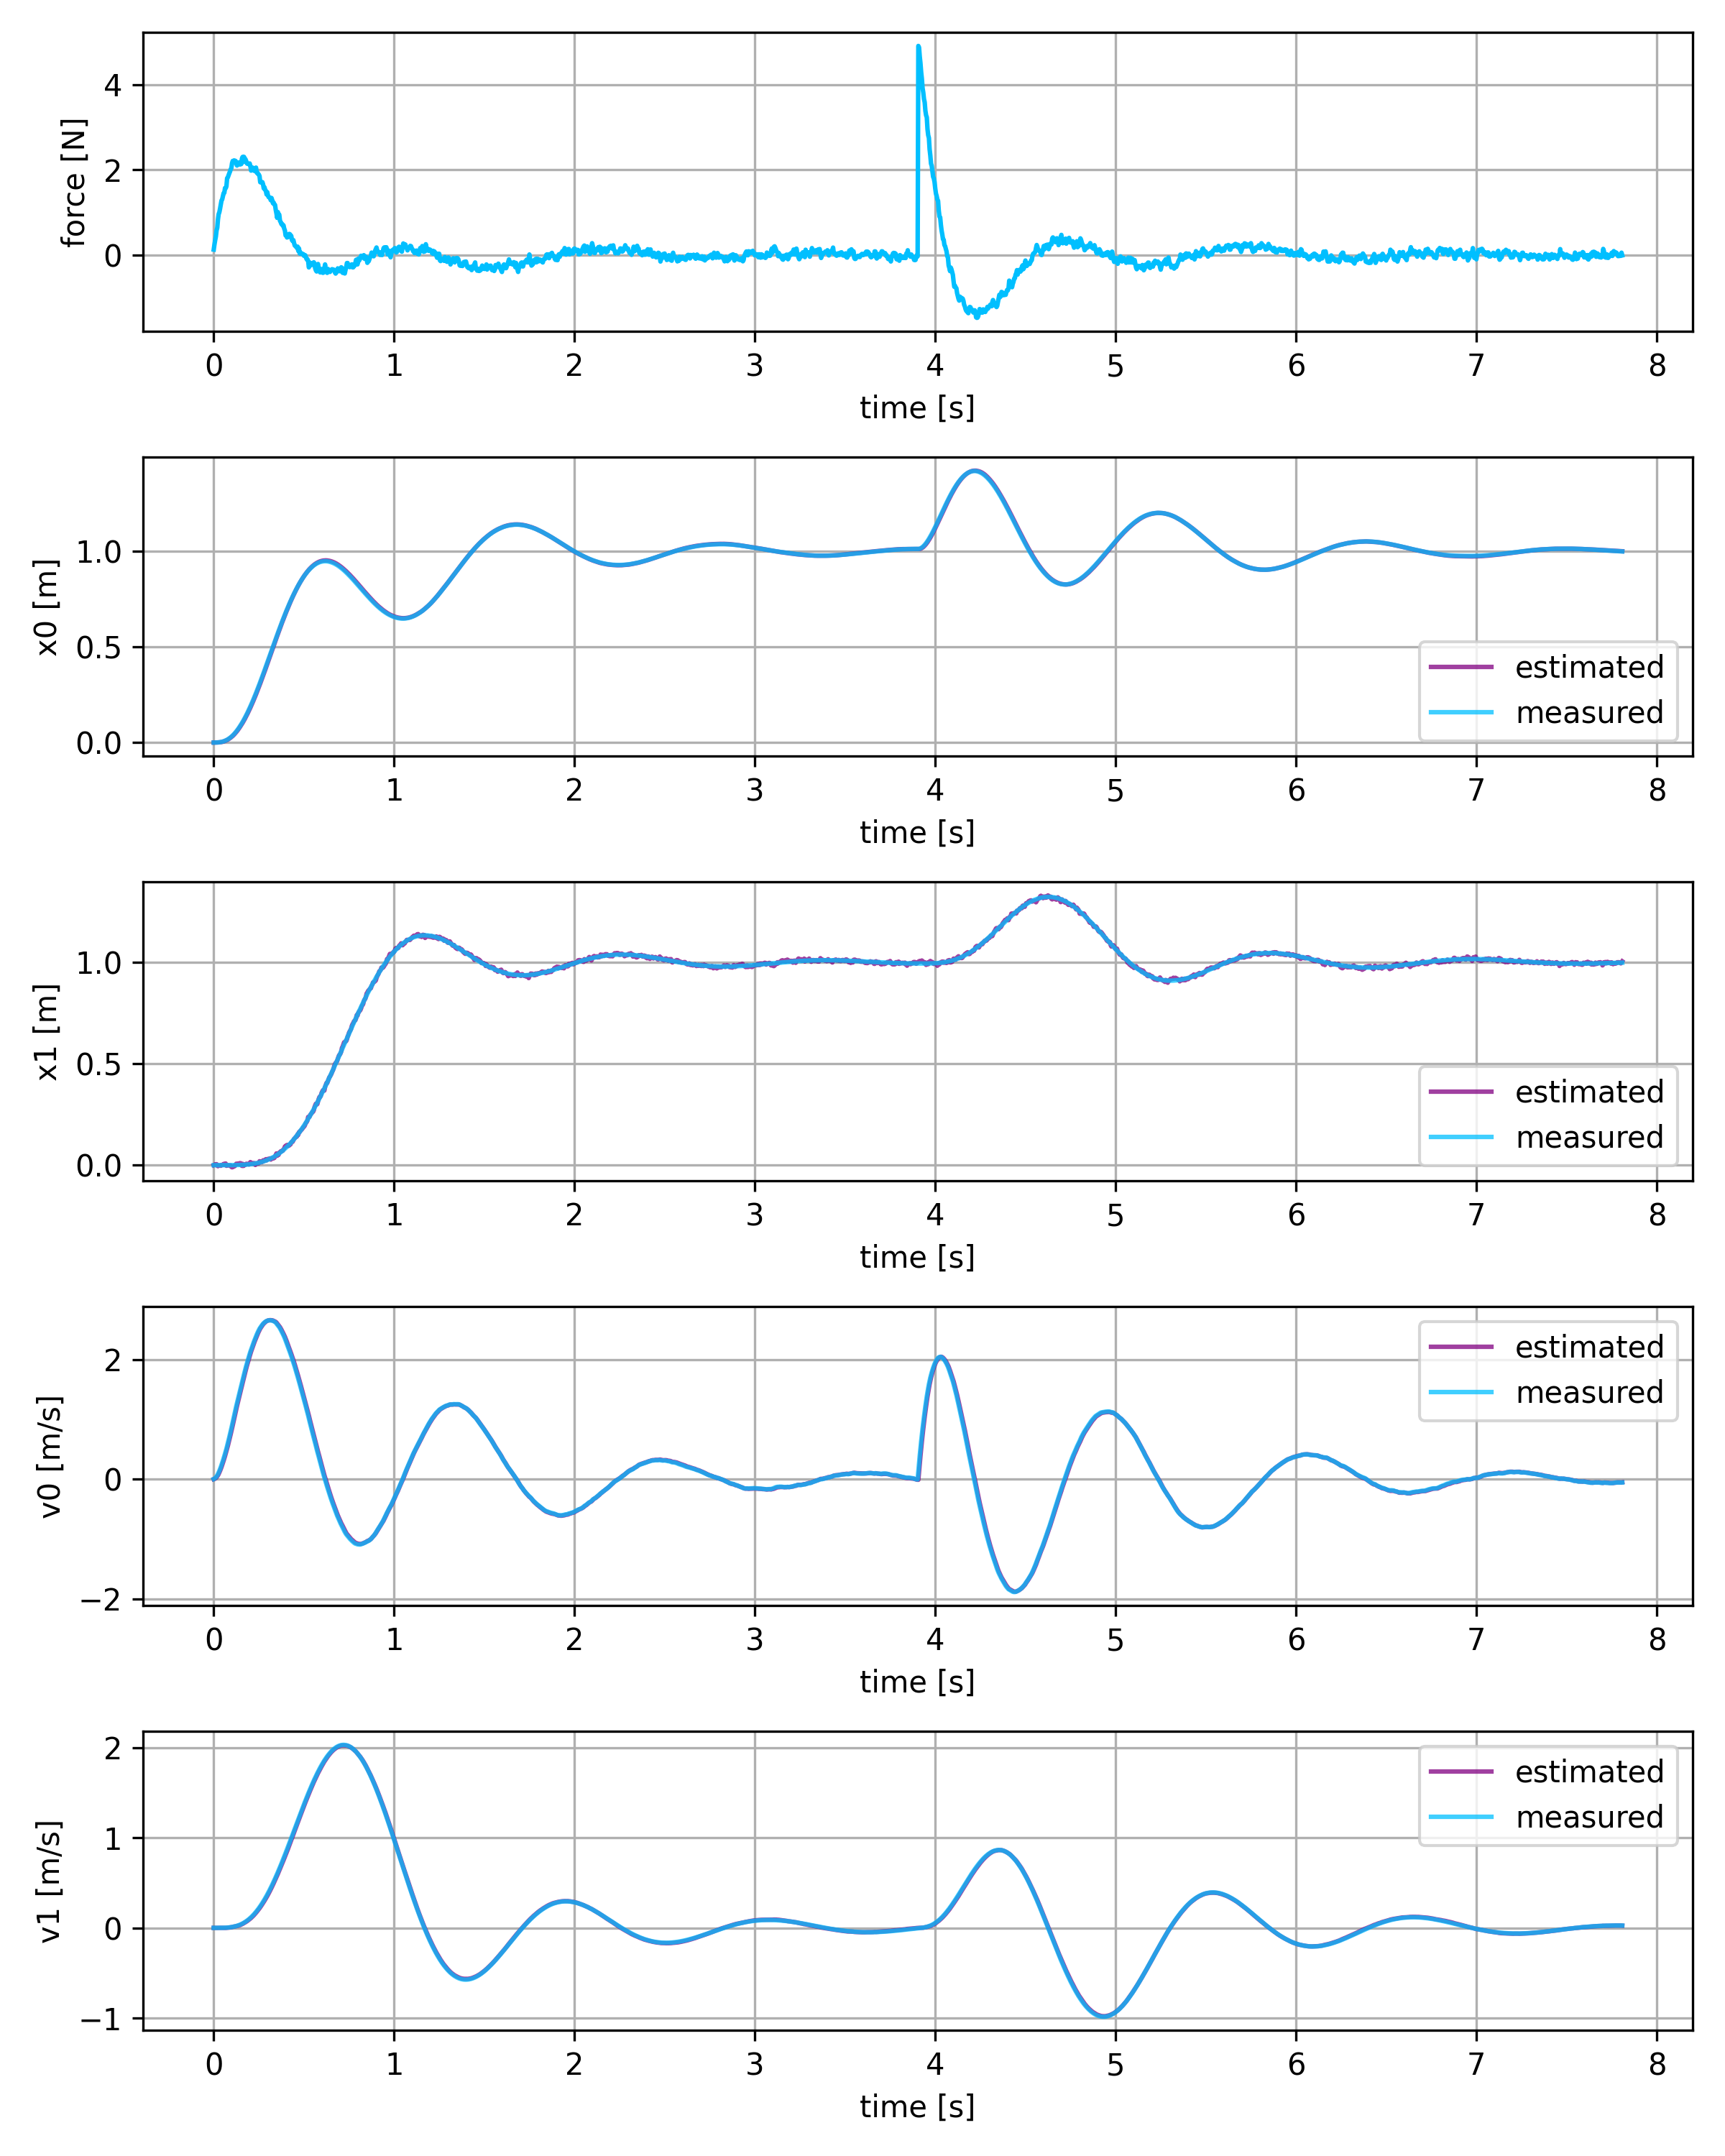 force [N]
4
2
0
0 1 2 3 4 5 6 7 8
time [s]
x0 [m]
1.0
0.5
0.0
estimated
measured
0 1 2 3 4 5 6 7 8
time [s]
x1 [m]
1.0
0.5
0.0
estimated
measured
0 1 2 3 4 5 6 7 8
time [s]
v0 [m/s]
2
0
−2
estimated
measured
0 1 2 3 4 5 6 7 8
time [s]
v1 [m/s]
2
1
0
−1
estimated
measured
0 1 2 3 4 5 6 7 8
time [s]